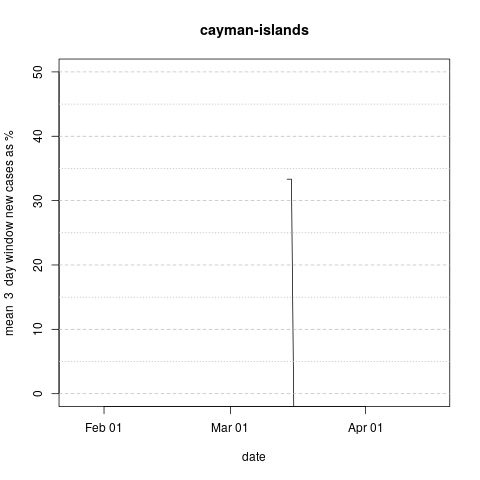 cayman-islands
mean  3  day window new cases as %
50
40
30
20
10
0
Feb 01
Mar 01
Apr 01
date